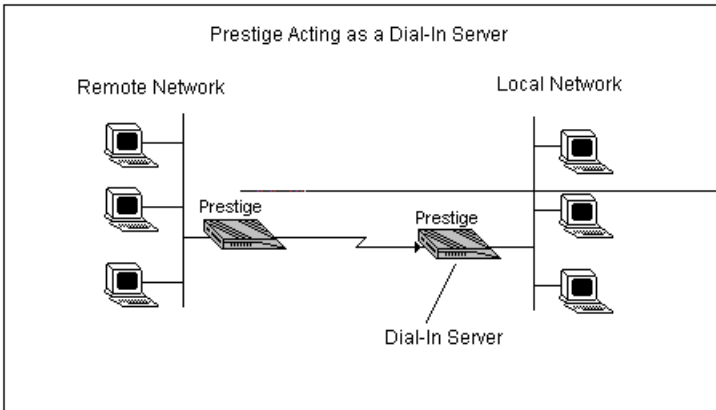 Prestige Acting as a Dial-In Server
Remote Network
Local Network
Prestige
Prestige
Dial-In Server